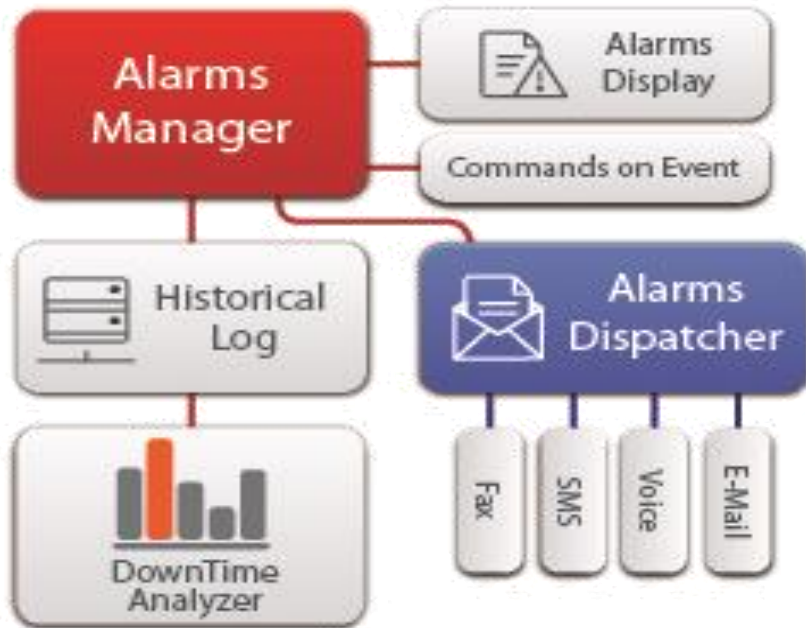 Alarms
Manager
Alarms
Display
Commands on Event
Historical
Log
Alarms
Dispatcher
DownTime
Analyzer
Fax
SMS
Voice
E-Mail